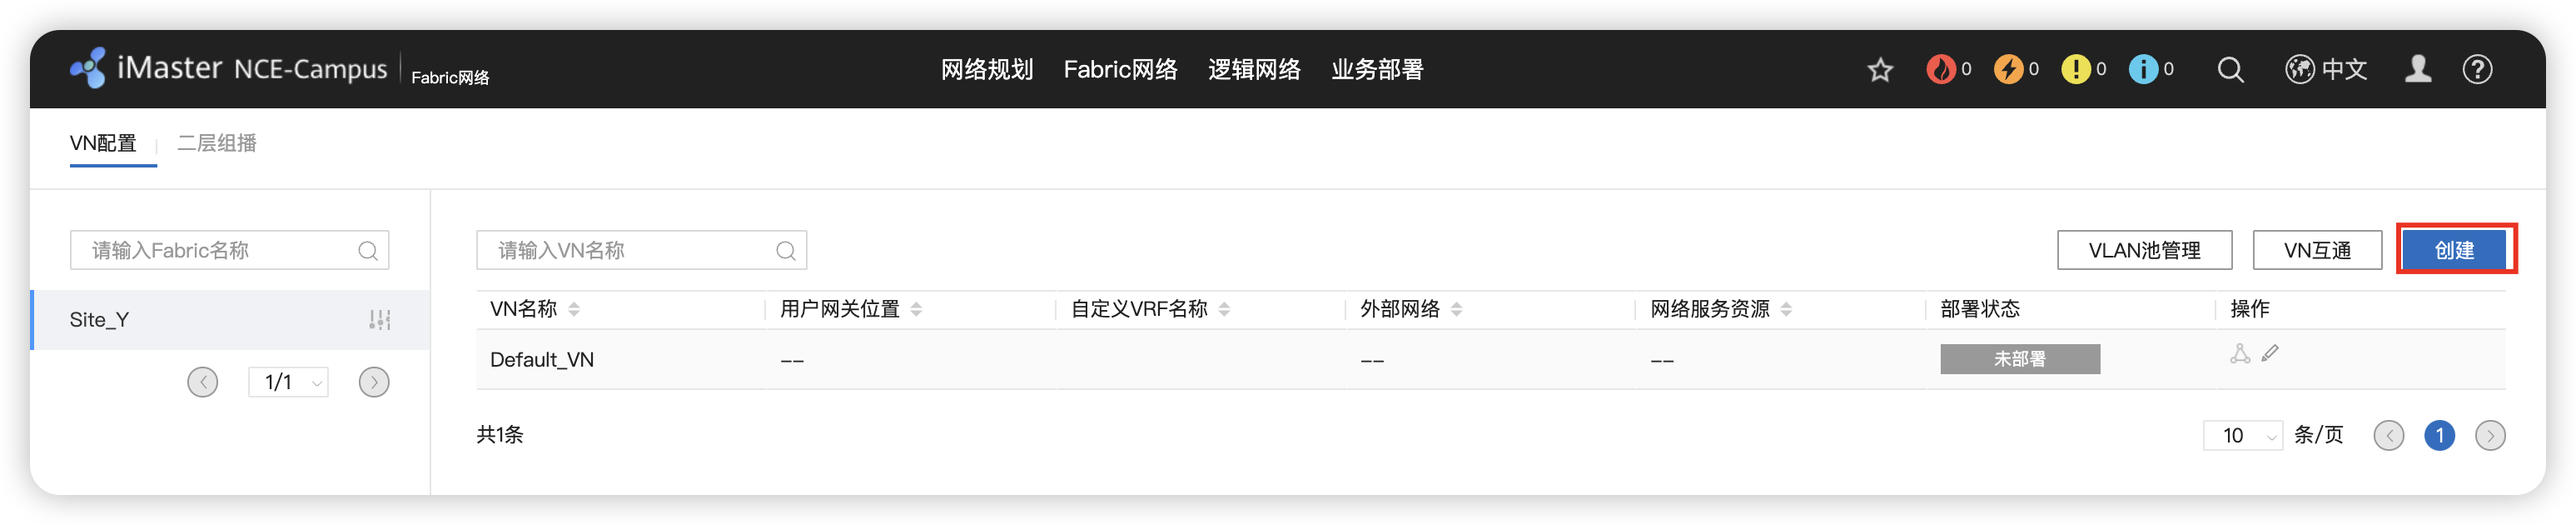 iMaster NCE-Campus Fabric网络 网络规划 Fabric网络 逻辑网络 业务部署 0 0 0 0 中文
VN配置 二层组播
请输入Fabric名称 请输入VN名称 VLAN池管理 VN互通 创建
VN名称 用户网关位置 自定义VRF名称 外部网络 网络服务资源 部署状态 操作
Site_Y
Default_VN -- -- -- 未部署
1/1
共1条 10 条/页 1